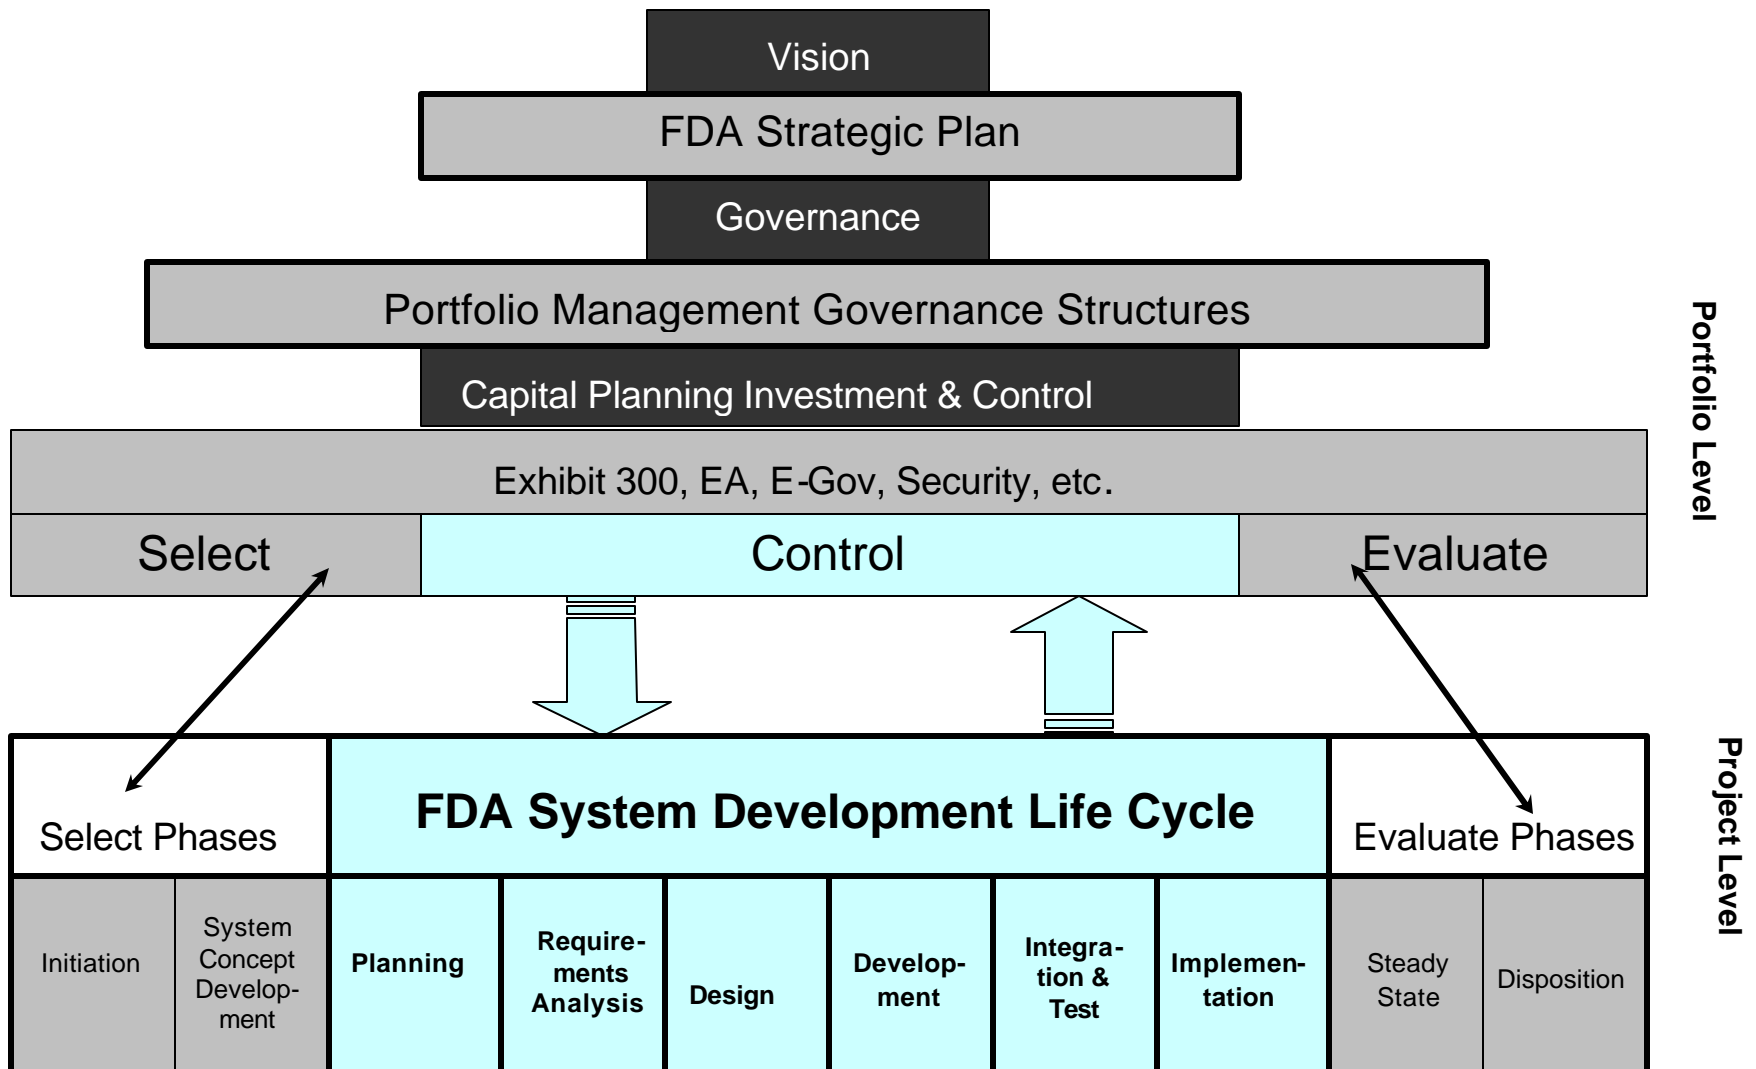 Vision
FDA Strategic Plan
Governance
Portfolio Management Governance Structures
Capital Planning Investment & Control
Exhibit 300, EA, E-Gov, Security, etc.
Select
Control
Evaluate
Portfolio Level
Select Phases
FDA System Development Life Cycle
Evaluate Phases
Project Level
Initiation
System
Concept
Develop-
ment
Planning
Require-
ments
Analysis
Design
Develop-
ment
Integra-
tion &
Test
Implemen-
tation
Steady
State
Disposition